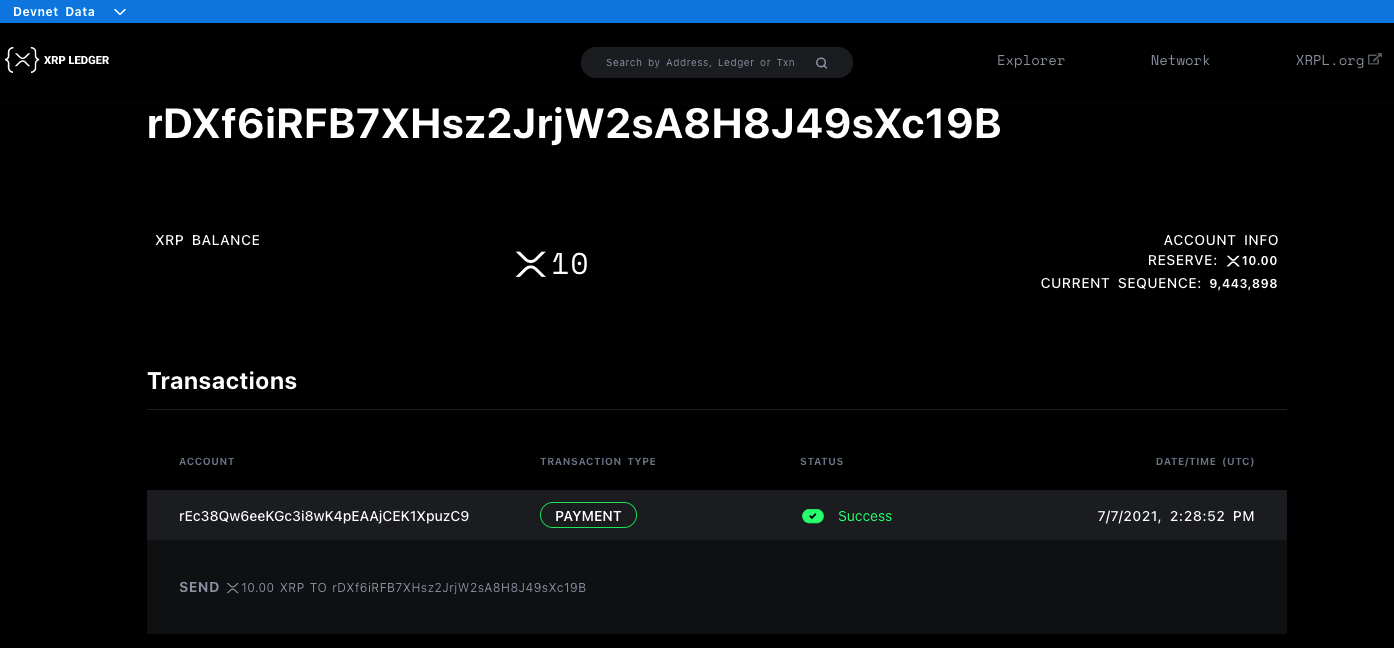 Devnet Data
XRP LEDGER
Search by Address, Ledger or Txn
Explorer
Network
XRPL.org
rDXf6iRFB7XHsz2JrjW2sA8H8J49sXc19B
XRP BALANCE
10
ACCOUNT INFO
RESERVE: 10.00
CURRENT SEQUENCE: 9,443,898
Transactions
ACCOUNT TRANSACTION TYPE STATUS DATE/TIME (UTC)
rEc38Qw6eeKGc3i8wK4pEAAjCEK1XpuzC9 PAYMENT Success 7/7/2021, 2:28:52 PM
SEND 10.00 XRP TO rDXf6iRFB7XHsz2JrjW2sA8H8J49sXc19B